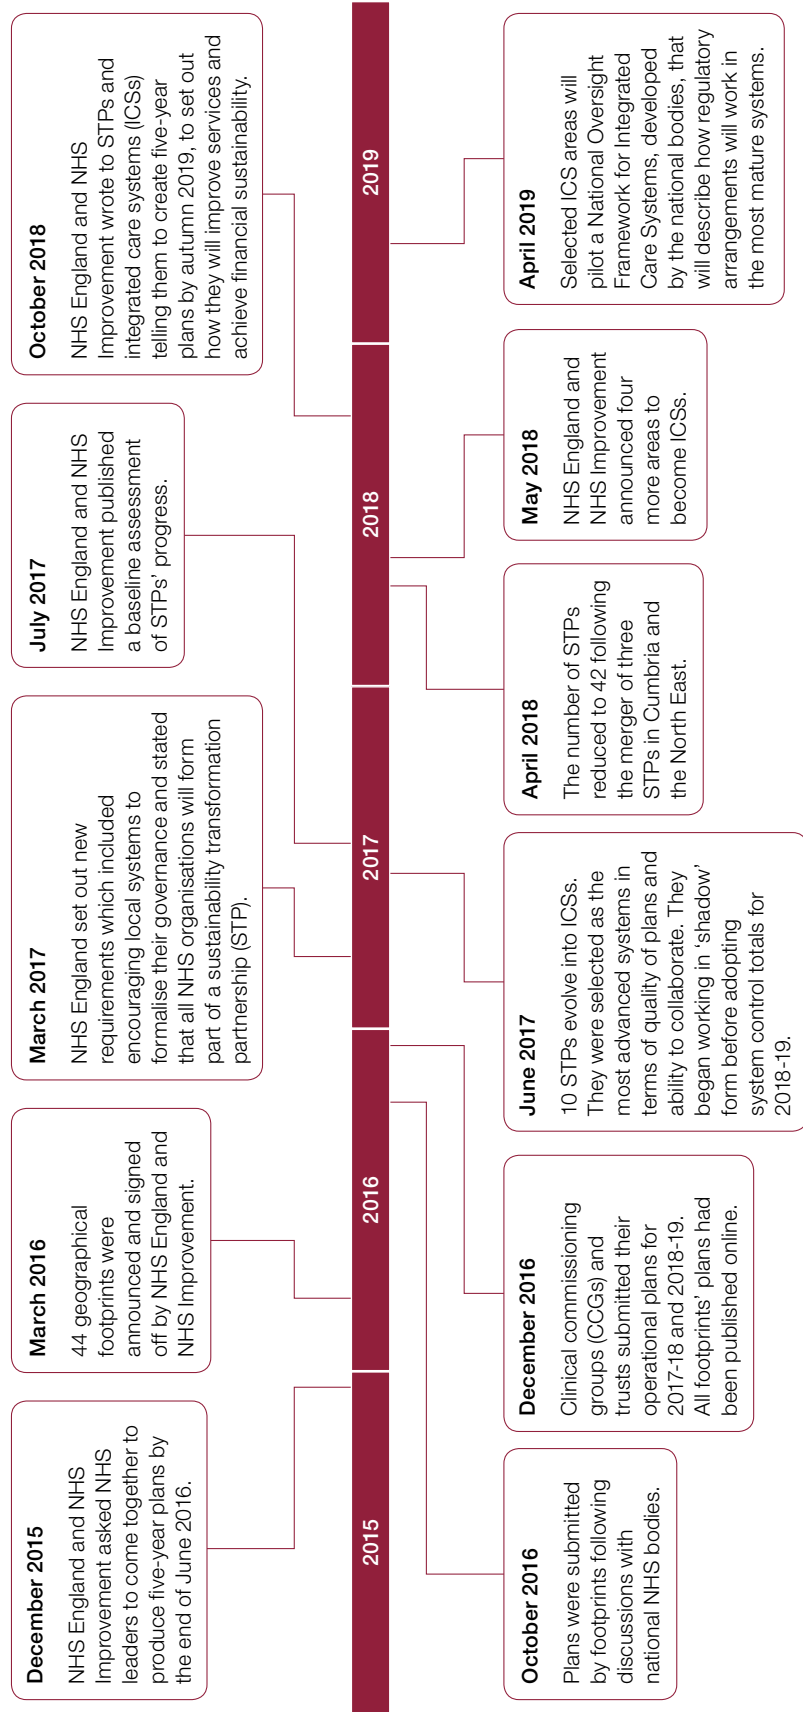 December 2015
NHS England and NHS
Improvement asked NHS
leaders to come together to
produce five-year plans by
the end of June 2016.
March 2016
44 geographical
footprints were
announced and signed
off by NHS England and
NHS Improvement.
March 2017
NHS England set out new
requirements which included
encouraging local systems to
formalise their governance and stated
that all NHS organisations will form
part of a sustainability transformation
partnership (STP).
July 2017
NHS England and NHS
Improvement published
a baseline assessment
of STPs' progress.
October 2018
NHS England and NHS
Improvement wrote to STPs and
integrated care systems (ICSs)
telling them to create five-year
plans by autumn 2019, to set out
how they will improve services and
achieve financial sustainability.
2015
2016
2017
2018
2019
October 2016
Plans were submitted
by footprints following
discussions with
national NHS bodies.
December 2016
Clinical commissioning
groups (CCGs) and
trusts submitted their
operational plans for
2017-18 and 2018-19.
All footprints' plans had
been published online.
June 2017
10 STPs evolve into ICSs.
They were selected as the
most advanced systems in
terms of quality of plans and
ability to collaborate. They
began working in 'shadow'
form before adopting
system control totals for
2018-19.
April 2018
The number of STPs
reduced to 42 following
the merger of three
STPs in Cumbria and
the North East.
May 2018
NHS England and
NHS Improvement
announced four
more areas to
become ICSs.
April 2019
Selected ICS areas will
pilot a National Oversight
Framework for Integrated
Care Systems, developed
by the national bodies, that
will describe how regulatory
arrangements will work in
the most mature systems.